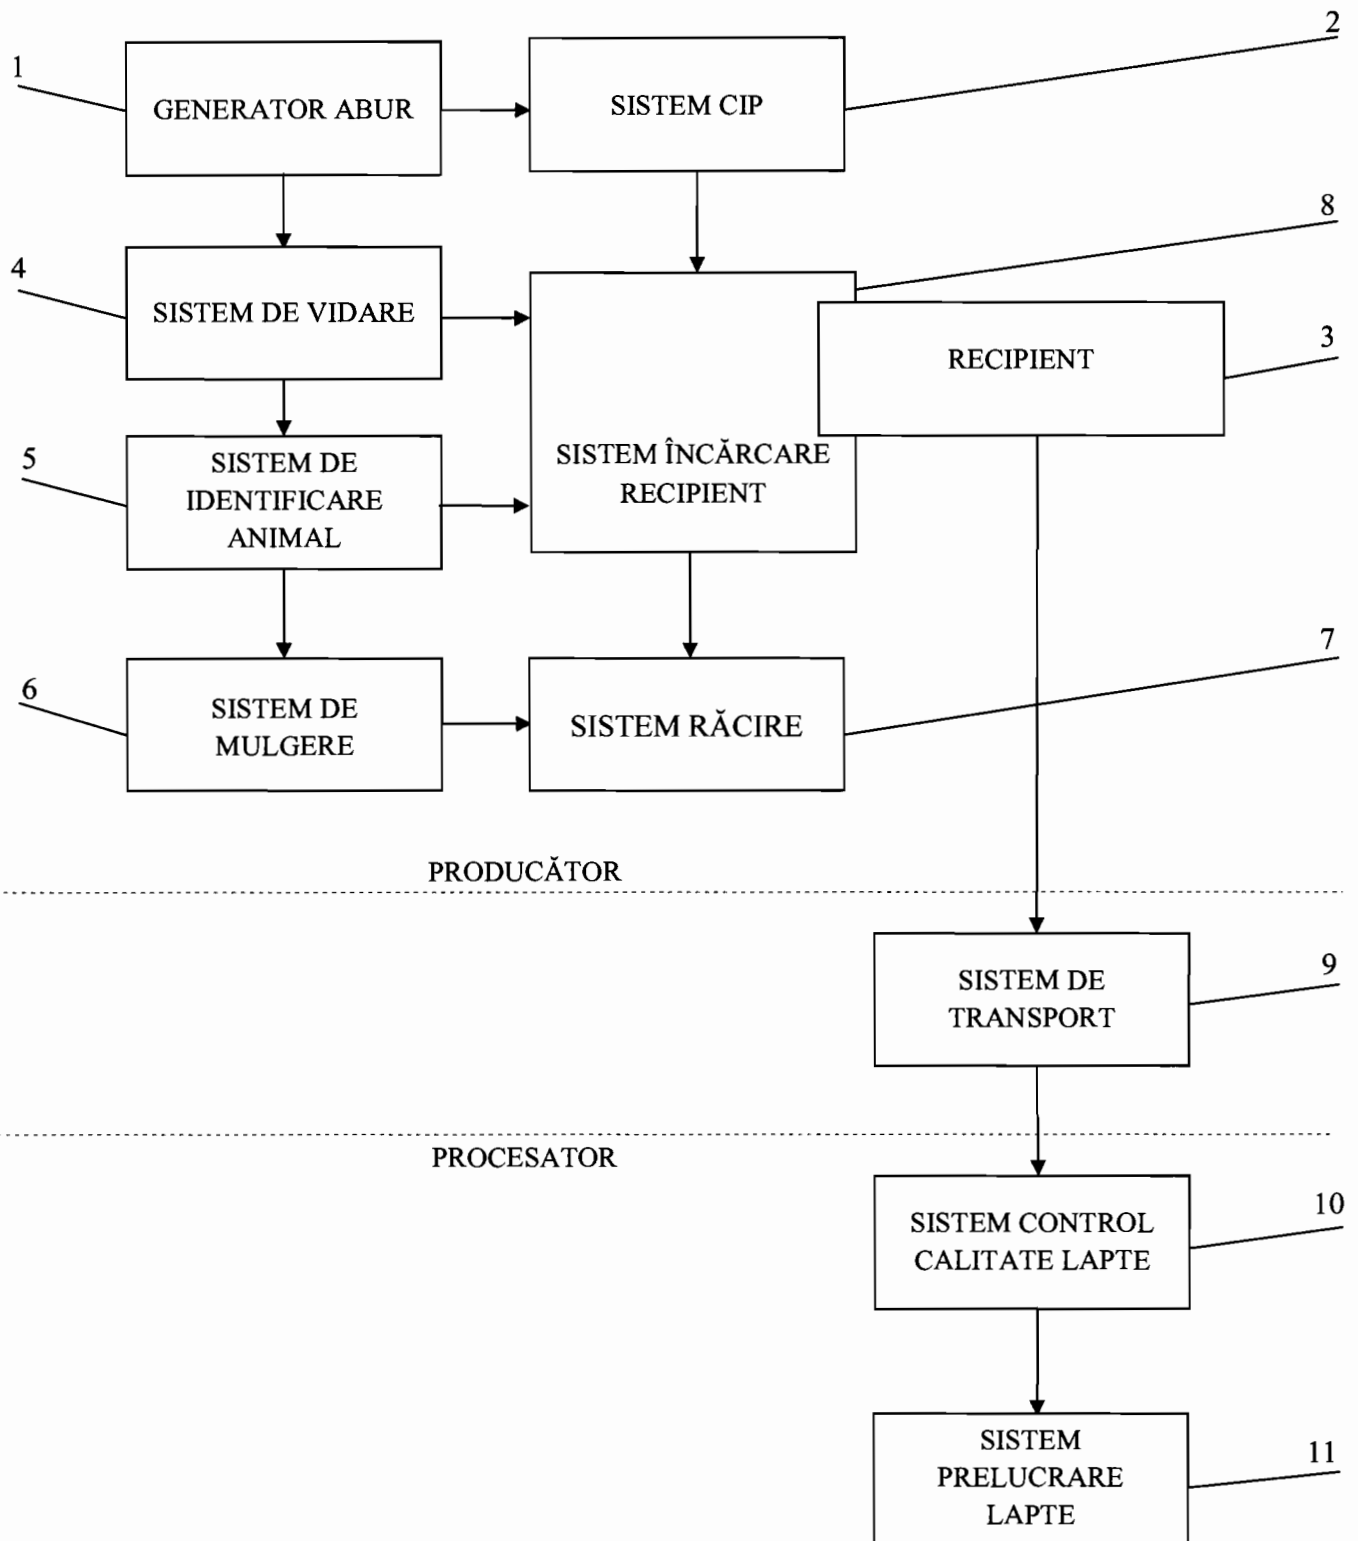 2
1
GENERATOR ABUR
SISTEM CIP
8
4
SISTEM DE VIDARE
RECIPIENT
3
SISTEM ÎNCĂRCARE
RECIPIENT
5
SISTEM DE
IDENTIFICARE
ANIMAL
7
6
SISTEM DE
MULGERE
SISTEM RĂCIRE
PRODUCĂTOR
SISTEM DE
TRANSPORT
9
PROCESATOR
SISTEM CONTROL
CALITATE LAPTE
10
SISTEM
PRELUCRARE
LAPTE
11